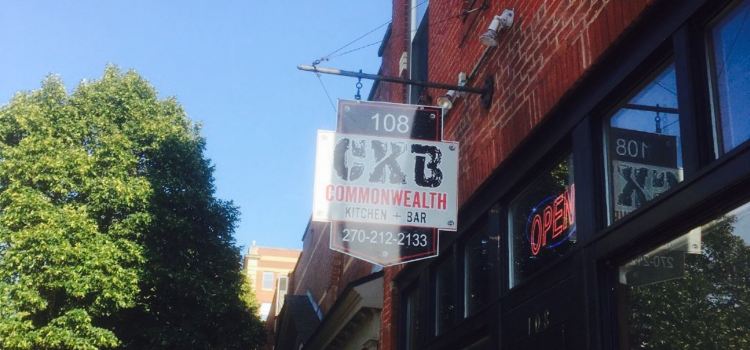 108
CKB
COMMONWEALTH
KITCHEN + BAR
270-212-2133
OPEN
108